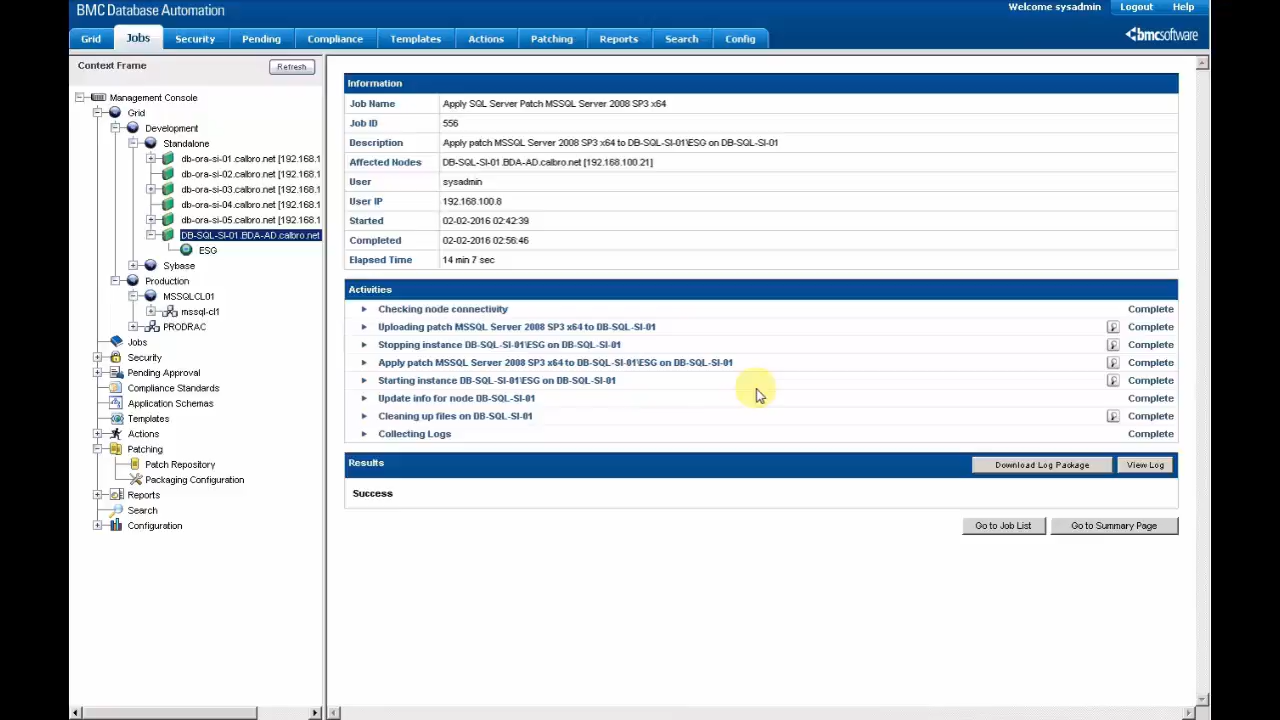 BMC Database Automation
Welcome sysadmin
Logout
Help
Grid
Jobs
Security
Pending
Compliance
Templates
Actions
Patching
Reports
Search
Config
bmcsoftware
Context Frame
Refresh
Management Console
Grid
Development
Standalone
db-ora-si-01.calbro.net [192.168.1
db-ora-si-02.calbro.net [192.168.1
db-ora-si-03.calbro.net [192.168.1
db-ora-si-04.calbro.net [192.168.1
db-ora-si-05.calbro.net [192.168.1
DB-SQL-SI-01.BDA-AD.calbro.net
ESG
Sybase
Production
MSSQLCL01
mssql-cl1
PRODRAC
Jobs
Security
Pending Approval
Compliance Standards
Application Schemas
Templates
Actions
Patching
Patch Repository
Packaging Configuration
Reports
Search
Configuration
Information
Job Name Apply SQL Server Patch MSSQL Server 2008 SP3 x64
Job ID 556
Description Apply patch MSSQL Server 2008 SP3 x64 to DB-SQL-SI-01\ESG on DB-SQL-SI-01
Affected Nodes DB-SQL-SI-01.BDA-AD.calbro.net [192.168.100.21]
User sysadmin
User IP 192.168.100.8
Started 02-02-2016 02:42:39
Completed 02-02-2016 02:56:46
Elapsed Time 14 min 7 sec
Activities
Checking node connectivity Complete
Uploading patch MSSQL Server 2008 SP3 x64 to DB-SQL-SI-01 Complete
Stopping instance DB-SQL-SI-01\ESG on DB-SQL-SI-01 Complete
Apply patch MSSQL Server 2008 SP3 x64 to DB-SQL-SI-01\ESG on DB-SQL-SI-01 Complete
Starting instance DB-SQL-SI-01\ESG on DB-SQL-SI-01 Complete
Update info for node DB-SQL-SI-01 Complete
Cleaning up files on DB-SQL-SI-01 Complete
Collecting Logs Complete
Results
Download Log Package
View Log
Success
Go to Job List
Go to Summary Page